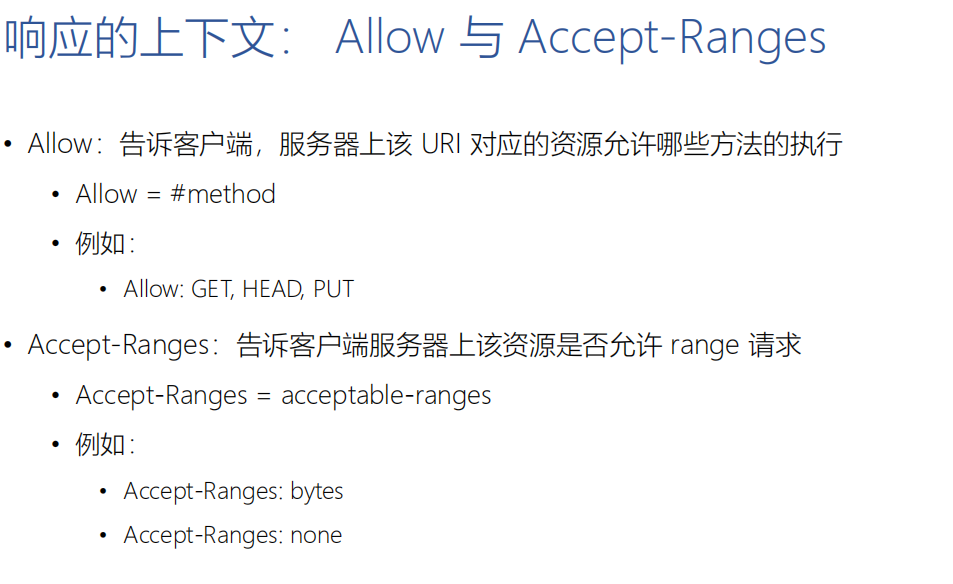 响应的上下文： Allow 与 Accept-Ranges
• Allow：告诉客户端，服务器上该 URI 对应的资源允许哪些方法的执行
• Allow = #method
• 例如：
• Allow: GET, HEAD, PUT
• Accept-Ranges：告诉客户端服务器上该资源是否允许 range 请求
• Accept-Ranges = acceptable-ranges
• 例如：
• Accept-Ranges: bytes
• Accept-Ranges: none